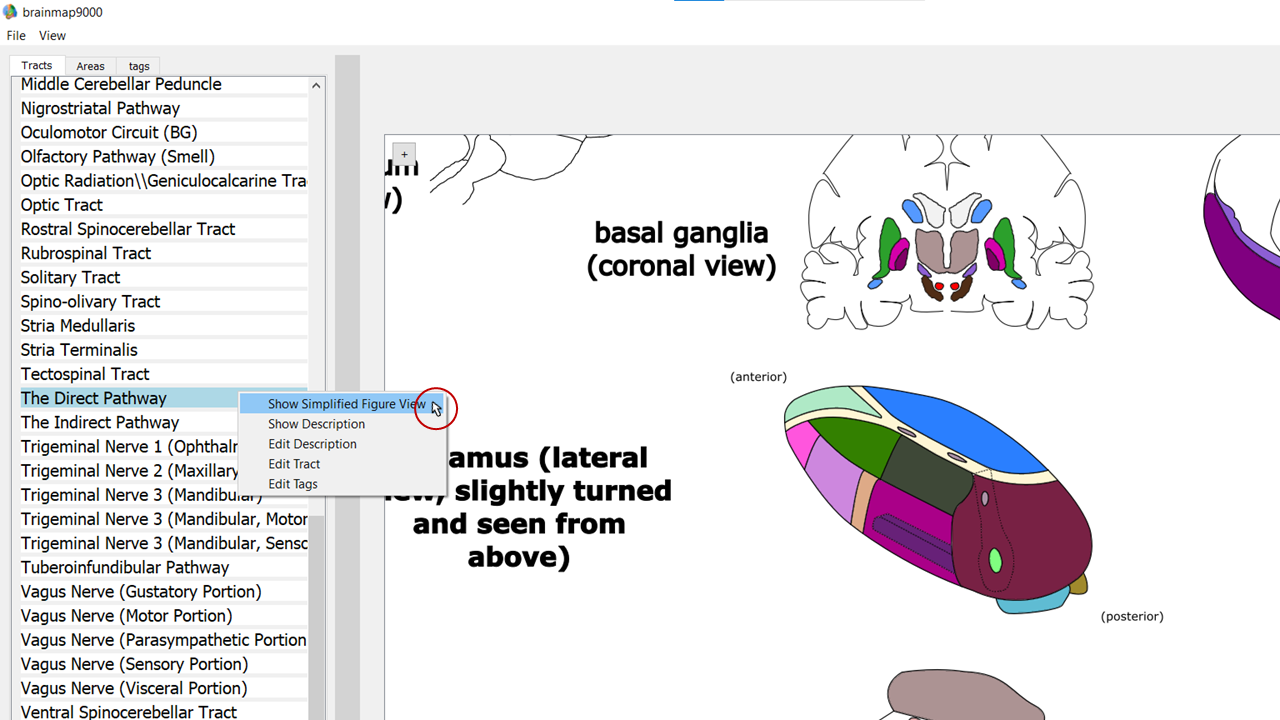 brainmap9000
File View
Tracts Areas tags
Middle Cerebellar Peduncle
Nigrostriatal Pathway
Oculomotor Circuit (BG)
Olfactory Pathway (Smell)
Optic Radiation\\Geniculocalcarine Tra
Optic Tract
Rostral Spinocerebellar Tract
Rubrospinal Tract
Solitary Tract
Spino-olivary Tract
Stria Medullaris
Stria Terminalis
Tectospinal Tract
The Direct Pathway
The Indirect Pathway
Trigeminal Nerve 1 (Ophthalm
Trigeminal Nerve 2 (Maxillary
Trigeminal Nerve 3 (Mandibular)
Trigeminal Nerve 3 (Mandibular, Motor
Trigeminal Nerve 3 (Mandibular, Senso
Tuberoinfundibular Pathway
Vagus Nerve (Gustatory Portion)
Vagus Nerve (Motor Portion)
Vagus Nerve (Parasympathetic Portion
Vagus Nerve (Sensory Portion)
Vagus Nerve (Visceral Portion)
Ventral Spinocerebellar Tract
Show Simplified Figure View
Show Description
Edit Description
Edit Tract
Edit Tags
+
um
w)
basal ganglia
(coronal view)
(anterior)
amus (lateral
ew, slightly turned
and seen from
above)
(posterior)